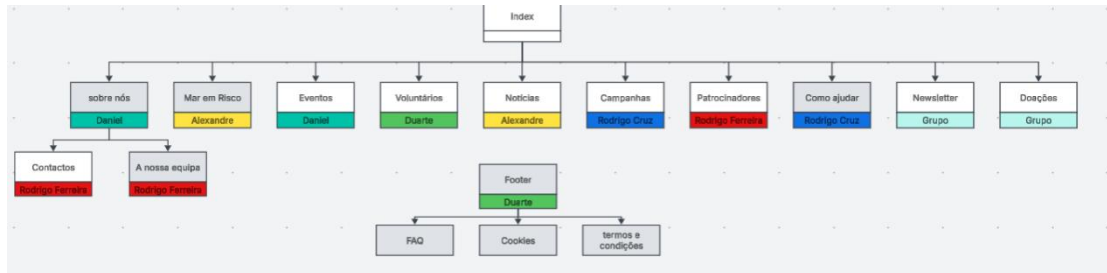 Index
sobre nós
Daniel
Mar em Risco
Alexandre
Eventos
Daniel
Voluntários
Duarte
Notícias
Alexandre
Campanhas
Rodrigo Cruz
Patrocinadores
Rodrigo Ferreira
Como ajudar
Rodrigo Cruz
Newsletter
Grupo
Doações
Grupo
Contactos
Rodrigo Ferreira
A nossa equipa
Rodrigo Ferreira
Footer
Duarte
FAQ
Cookies
termos e
condições